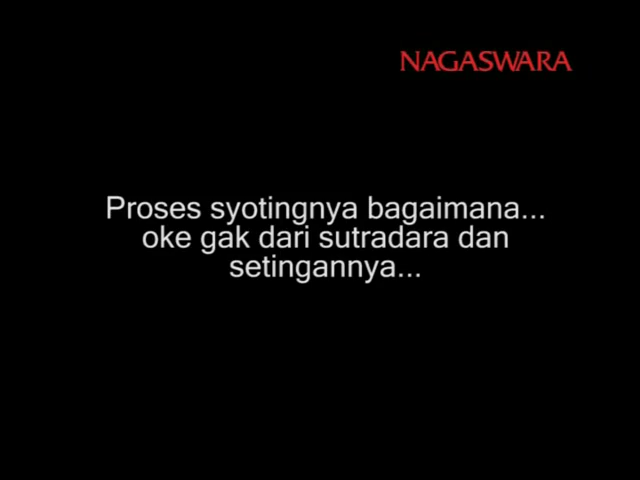 NAGASWARA
Proses syotingnya bagaimana...
oke gak dari sutradara dan
setingannya...